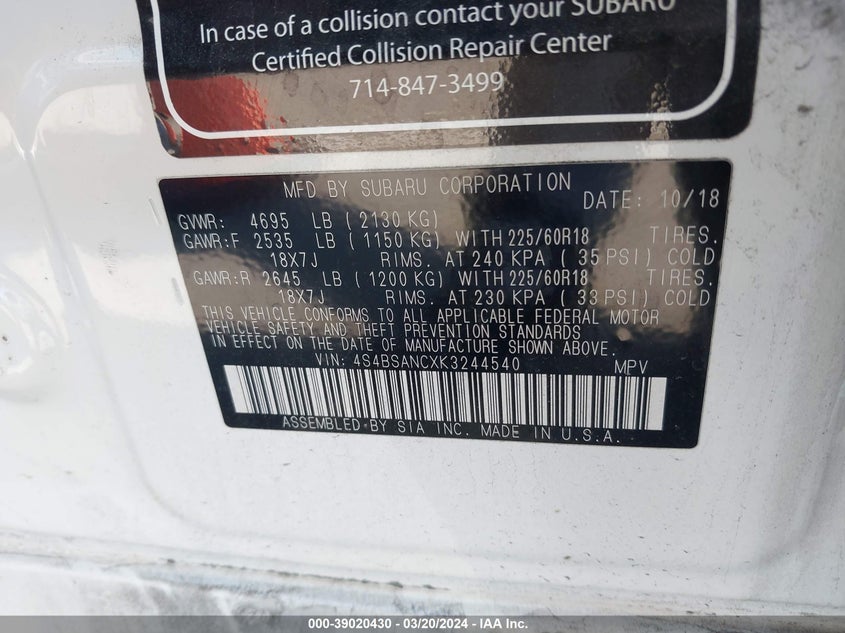 In case of a collision contact your SUBARU
Certified Collision Repair Center
714-847-3499
MFD BY SUBARU CORPORATION DATE: 10/18
GVWR: 4695 LB (2130 KG)
GAWR:F 2535 LB (1150 KG) WITH 225/60R18 TIRES.
18X7J RIMS. AT 240 KPA (35 PSI) COLD
GAWR:R 2645 LB (1200 KG) WITH 225/60R18 TIRES.
18X7J RIMS. AT 230 KPA (33 PSI) COLD
THIS VEHICLE CONFORMS TO ALL APPLICABLE FEDERAL MOTOR
VEHICLE SAFETY AND THEFT PREVENTION STANDARDS
IN EFFECT ON THE DATE OF MANUFACTURE SHOWN ABOVE.
VIN: 4S4BSANCXK3244540 MPV
ASSEMBLED BY SIA INC. MADE IN U.S.A.
000-39020430 - 03/20/2024 - IAA Inc.